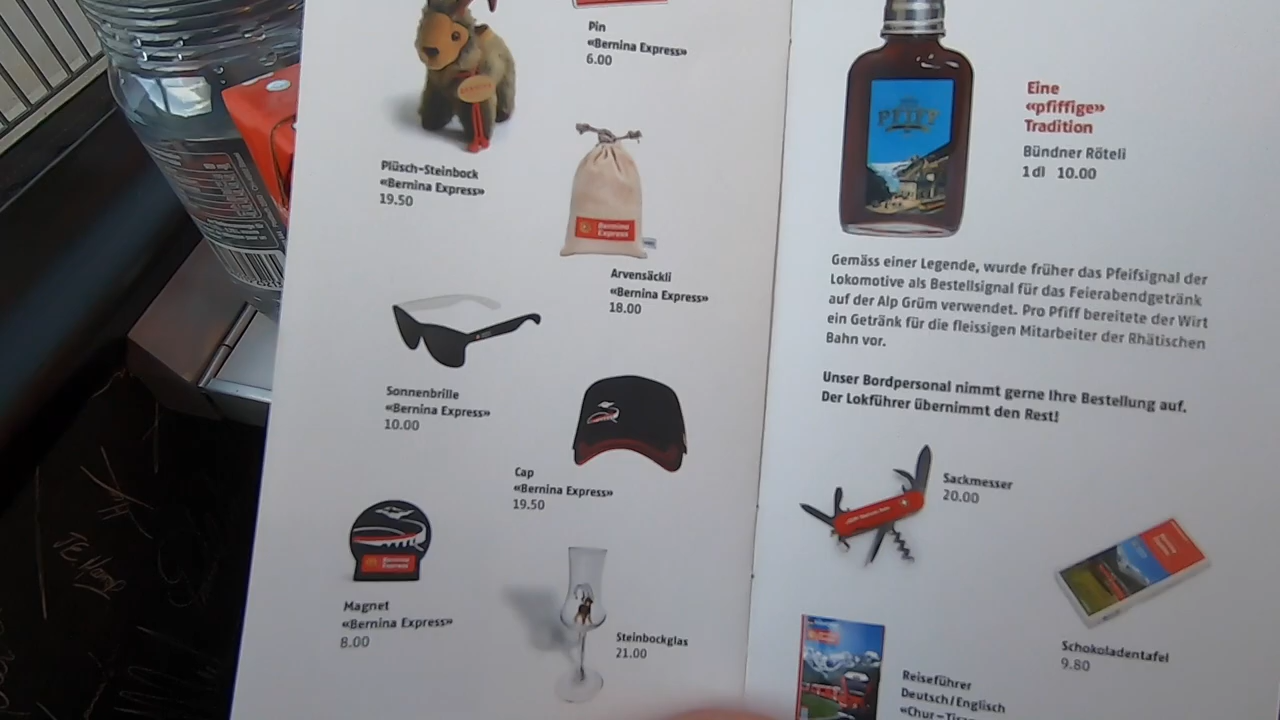 Pin
«Bernina Express»
6.00
Plüsch-Steinbock
«Bernina Express»
19.50
Bernina
Express
Arvensäckli
«Bernina Express»
18.00
Sonnenbrille
«Bernina Express»
10.00
Cap
«Bernina Express»
19.50
Bernina
Express
Magnet
«Bernina Express»
8.00
Steinbockglas
21.00
PFIFF
Eine
«pfiffige»
Tradition
Bündner Röteli
1 dl 10.00
Gemäss einer Legende, wurde früher das Pfeifsignal der
Lokomotive als Bestellsignal für das Feierabendgetränk
auf der Alp Grüm verwendet. Pro Pfiff bereitete der Wirt
ein Getränk für die fleissigen Mitarbeiter der Rhätischen
Bahn vor.
Unser Bordpersonal nimmt gerne Ihre Bestellung auf.
Der Lokführer übernimmt den Rest!
Sackmesser
20.00
Schokoladentafel
9.80
Reiseführer
Deutsch/Englisch